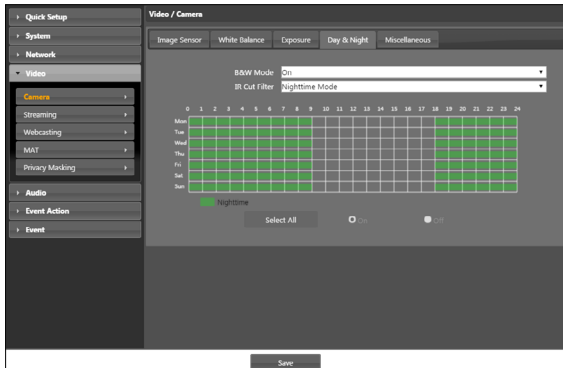 Quick Setup
System
Network
Video
Camera
Streaming
Webcasting
MAT
Privacy Masking
Audio
Event Action
Event
Video / Camera
Image Sensor White Balance Exposure Day & Night Miscellaneous
B&W Mode On
IR Cut Filter Nighttime Mode
0 1 2 3 4 5 6 7 8 9 10 11 12 13 14 15 16 17 18 19 20 21 22 23 24
Mon
Tue
Wed
Thu
Fri
Sat
Sun
Nighttime
Select All On Off
Save